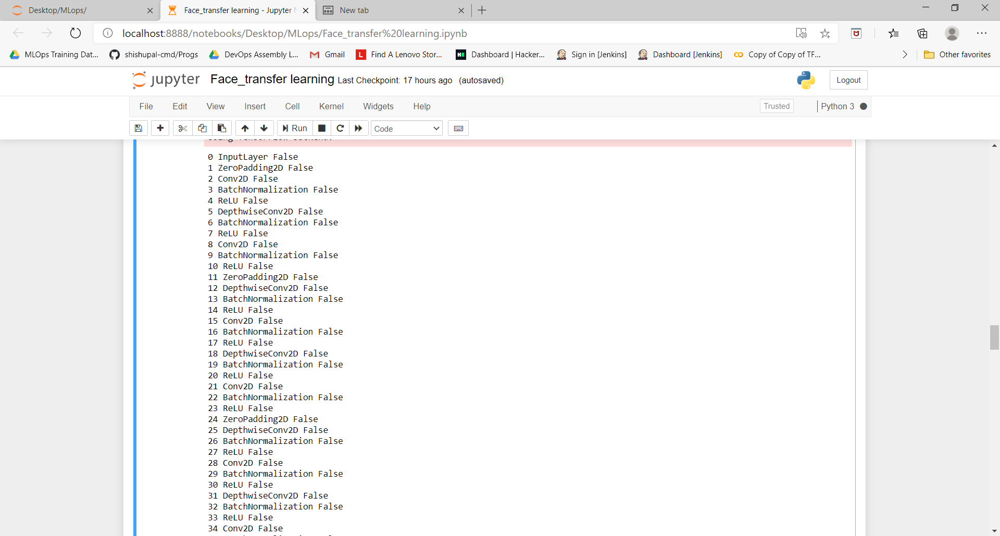 Desktop/MLops/
Face_transfer learning - Jupyter
New tab
localhost:8888/notebooks/Desktop/MLops/Face_transfer%20learning.ipynb
MLOps Training Dat...
shishupal-cmd/Progs
DevOps Assembly L...
Gmail
Find A Lenovo Stor...
Dashboard | Hacker...
Sign in [Jenkins]
Dashboard [Jenkins]
Copy of Copy of TF...
Other favorites
jupyter Face_transfer learning Last Checkpoint: 17 hours ago (autosaved)
Logout
File Edit View Insert Cell Kernel Widgets Help
Trusted
Python 3
Run
Code
0 InputLayer False
1 ZeroPadding2D False
2 Conv2D False
3 BatchNormalization False
4 ReLU False
5 DepthwiseConv2D False
6 BatchNormalization False
7 ReLU False
8 Conv2D False
9 BatchNormalization False
10 ReLU False
11 ZeroPadding2D False
12 DepthwiseConv2D False
13 BatchNormalization False
14 ReLU False
15 Conv2D False
16 BatchNormalization False
17 ReLU False
18 DepthwiseConv2D False
19 BatchNormalization False
20 ReLU False
21 Conv2D False
22 BatchNormalization False
23 ReLU False
24 ZeroPadding2D False
25 DepthwiseConv2D False
26 BatchNormalization False
27 ReLU False
28 Conv2D False
29 BatchNormalization False
30 ReLU False
31 DepthwiseConv2D False
32 BatchNormalization False
33 ReLU False
34 Conv2D False